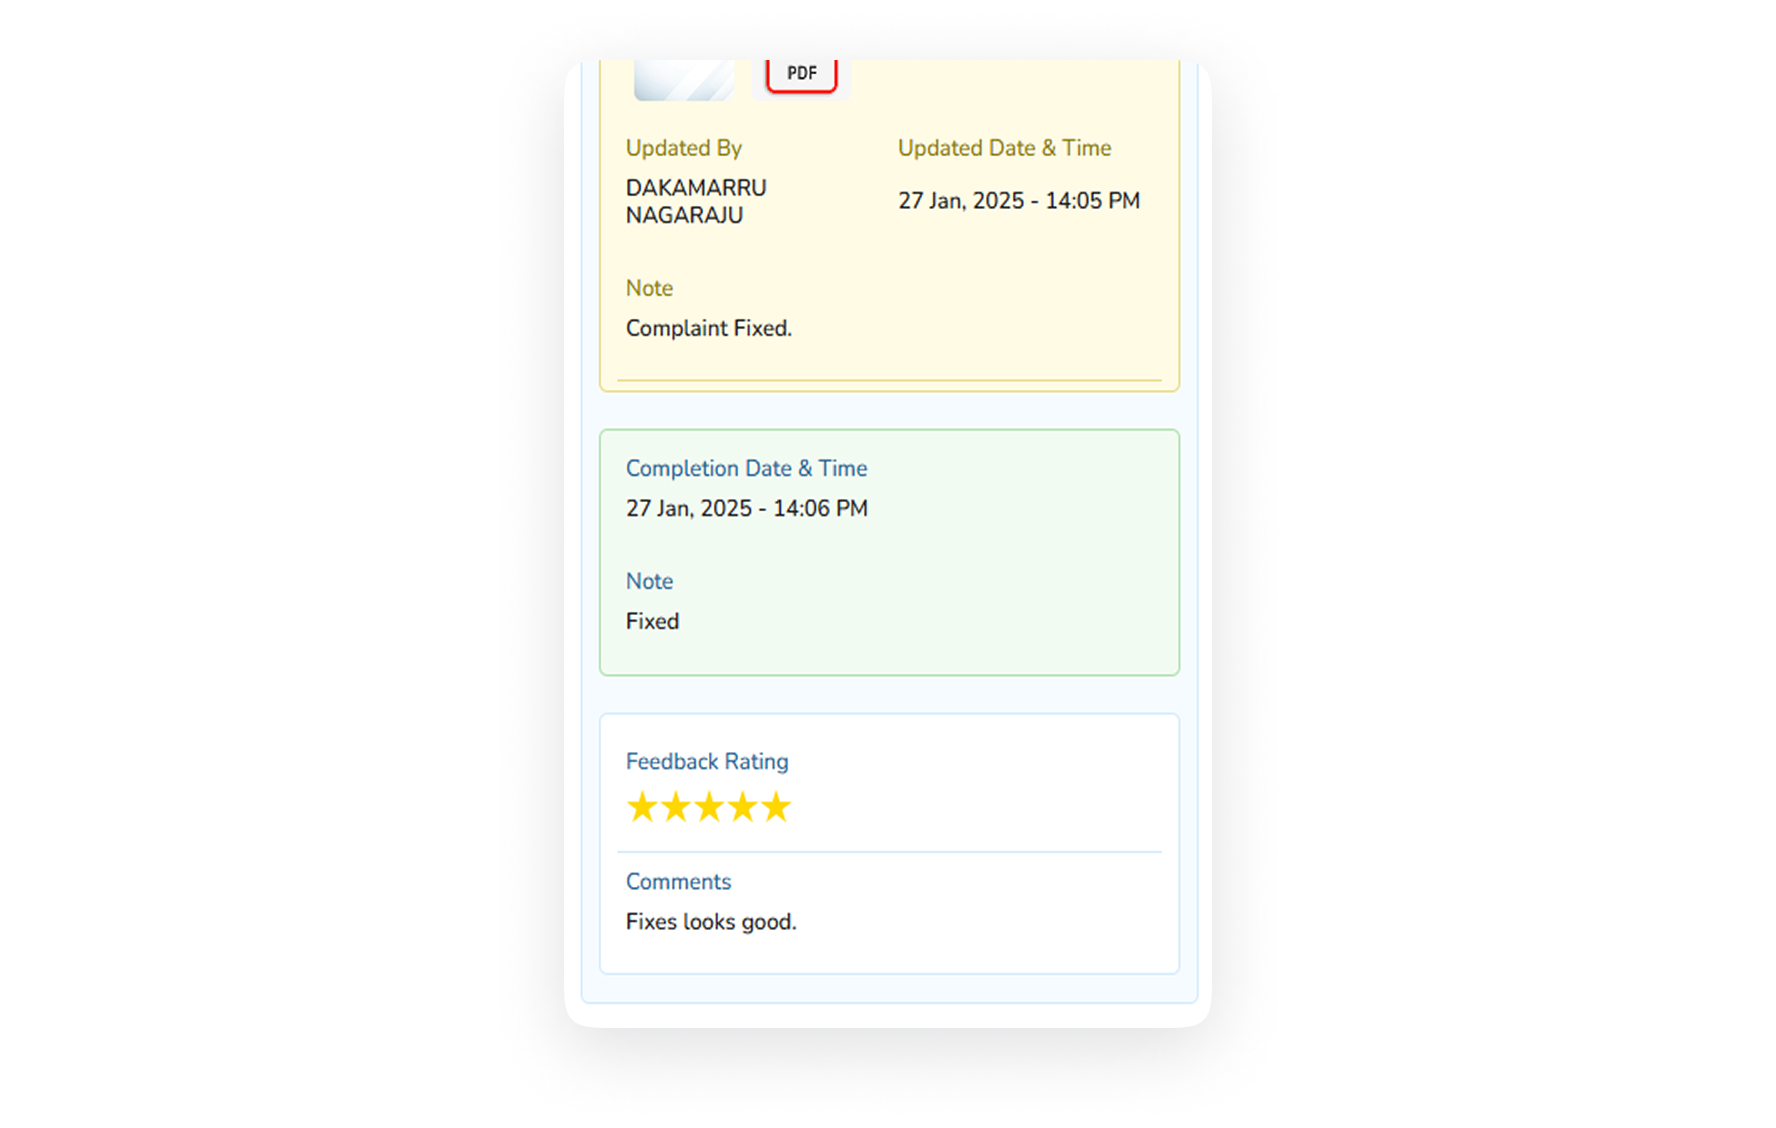 PDF
Updated By
Updated Date & Time
DAKAMARRU
NAGARAJU
27 Jan, 2025 - 14:05 PM
Note
Complaint Fixed.
Completion Date & Time
27 Jan, 2025 - 14:06 PM
Note
Fixed
Feedback Rating
Comments
Fixes looks good.